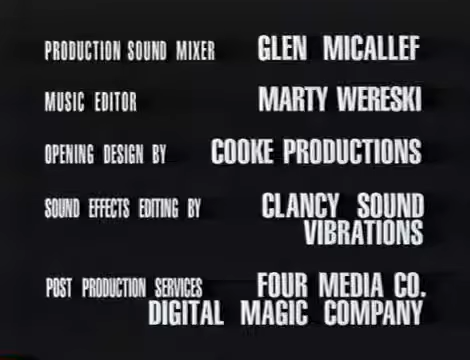 PRODUCTION SOUND MIXER GLEN MICALLEF
MUSIC EDITOR MARTY WERESKI
OPENING DESIGN BY COOKE PRODUCTIONS
SOUND EFFECTS EDITING BY CLANCY SOUND
VIBRATIONS
POST PRODUCTION SERVICES FOUR MEDIA CO.
DIGITAL MAGIC COMPANY